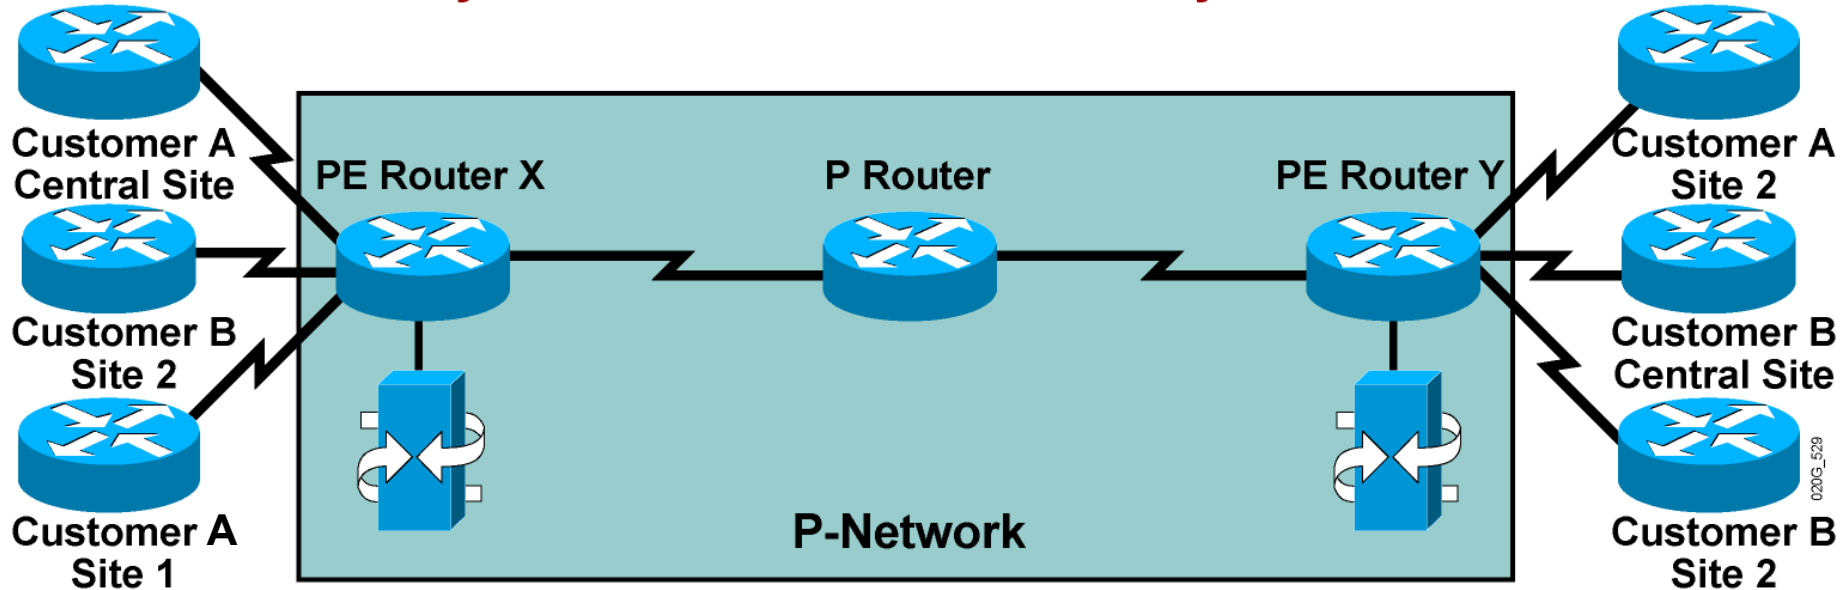 Customer A
Central Site
Customer B
Site 2
Customer A
Site 1
PE Router X
P Router
PE Router Y
P-Network
Customer A
Site 2
Customer B
Central Site
Customer B
Site 2
020G_529